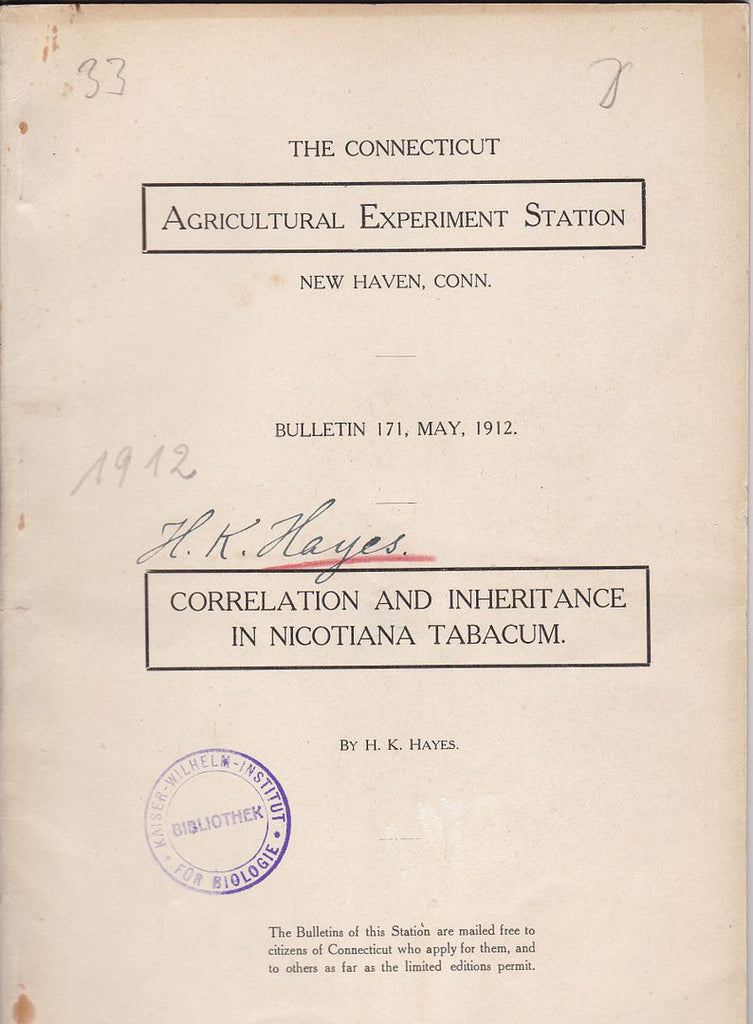 33
THE CONNECTICUT
AGRICULTURAL EXPERIMENT STATION
NEW HAVEN, CONN.
BULLETIN 171, MAY, 1912.
1912
H. K. Hayes.
CORRELATION AND INHERITANCE
IN NICOTIANA TABACUM.
BY H. K. HAYES.
KAISER-WILHELM-INSTITUT
BIBLIOTHEK
* FÜR BIOLOGIE *
The Bulletins of this Station are mailed free to
citizens of Connecticut who apply for them, and
to others as far as the limited editions permit.